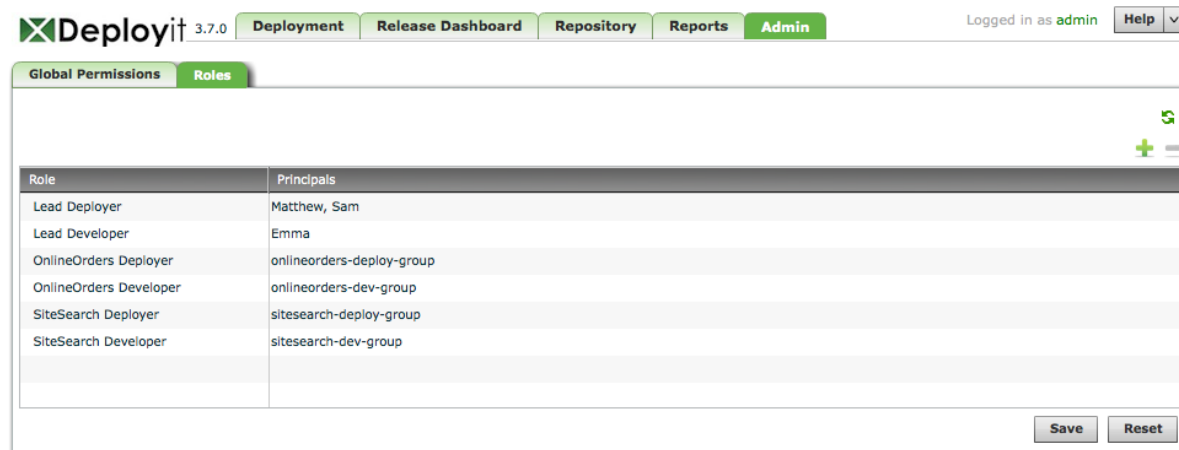 Deployit 3.7.0 Deployment Release Dashboard Repository Reports Admin Logged in as admin Help
Global Permissions Roles
Role Principals
Lead Deployer Matthew, Sam
Lead Developer Emma
OnlineOrders Deployer onlineorders-deploy-group
OnlineOrders Developer onlineorders-dev-group
SiteSearch Deployer sitesearch-deploy-group
SiteSearch Developer sitesearch-dev-group
Save Reset